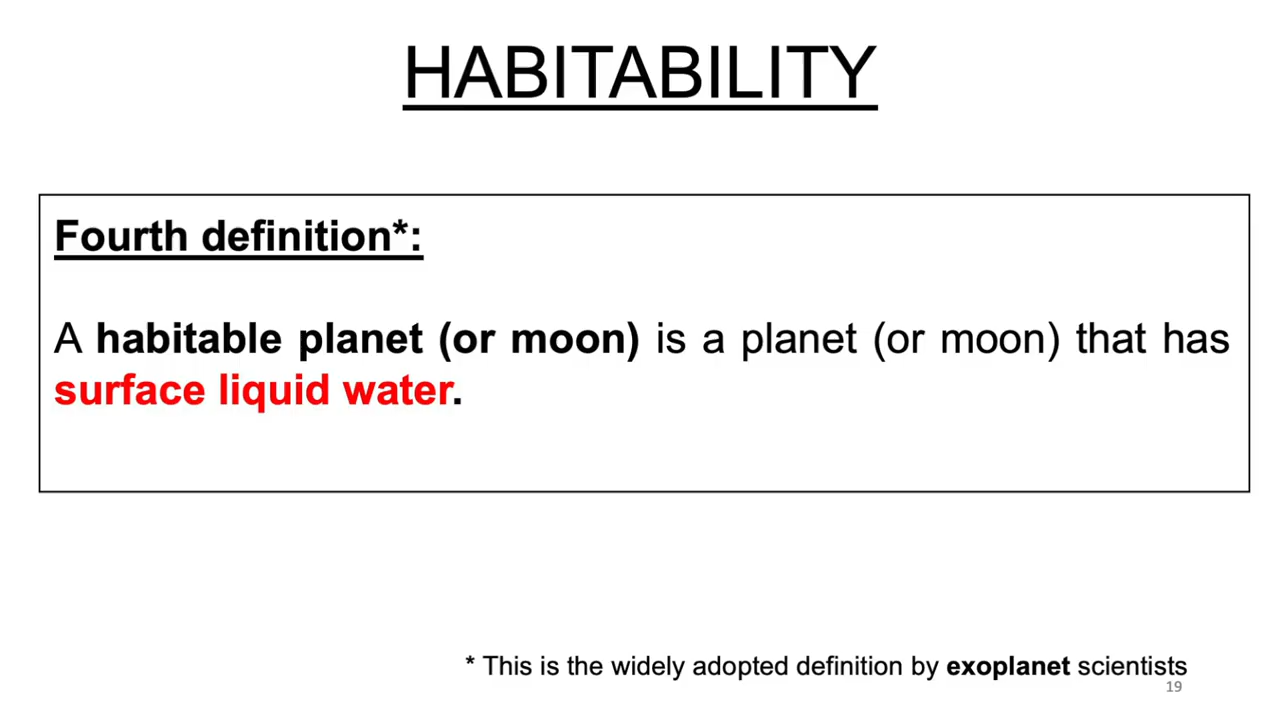 HABITABILITY
Fourth definition*:
A habitable planet (or moon) is a planet (or moon) that has
surface liquid water.
* This is the widely adopted definition by exoplanet scientists
19